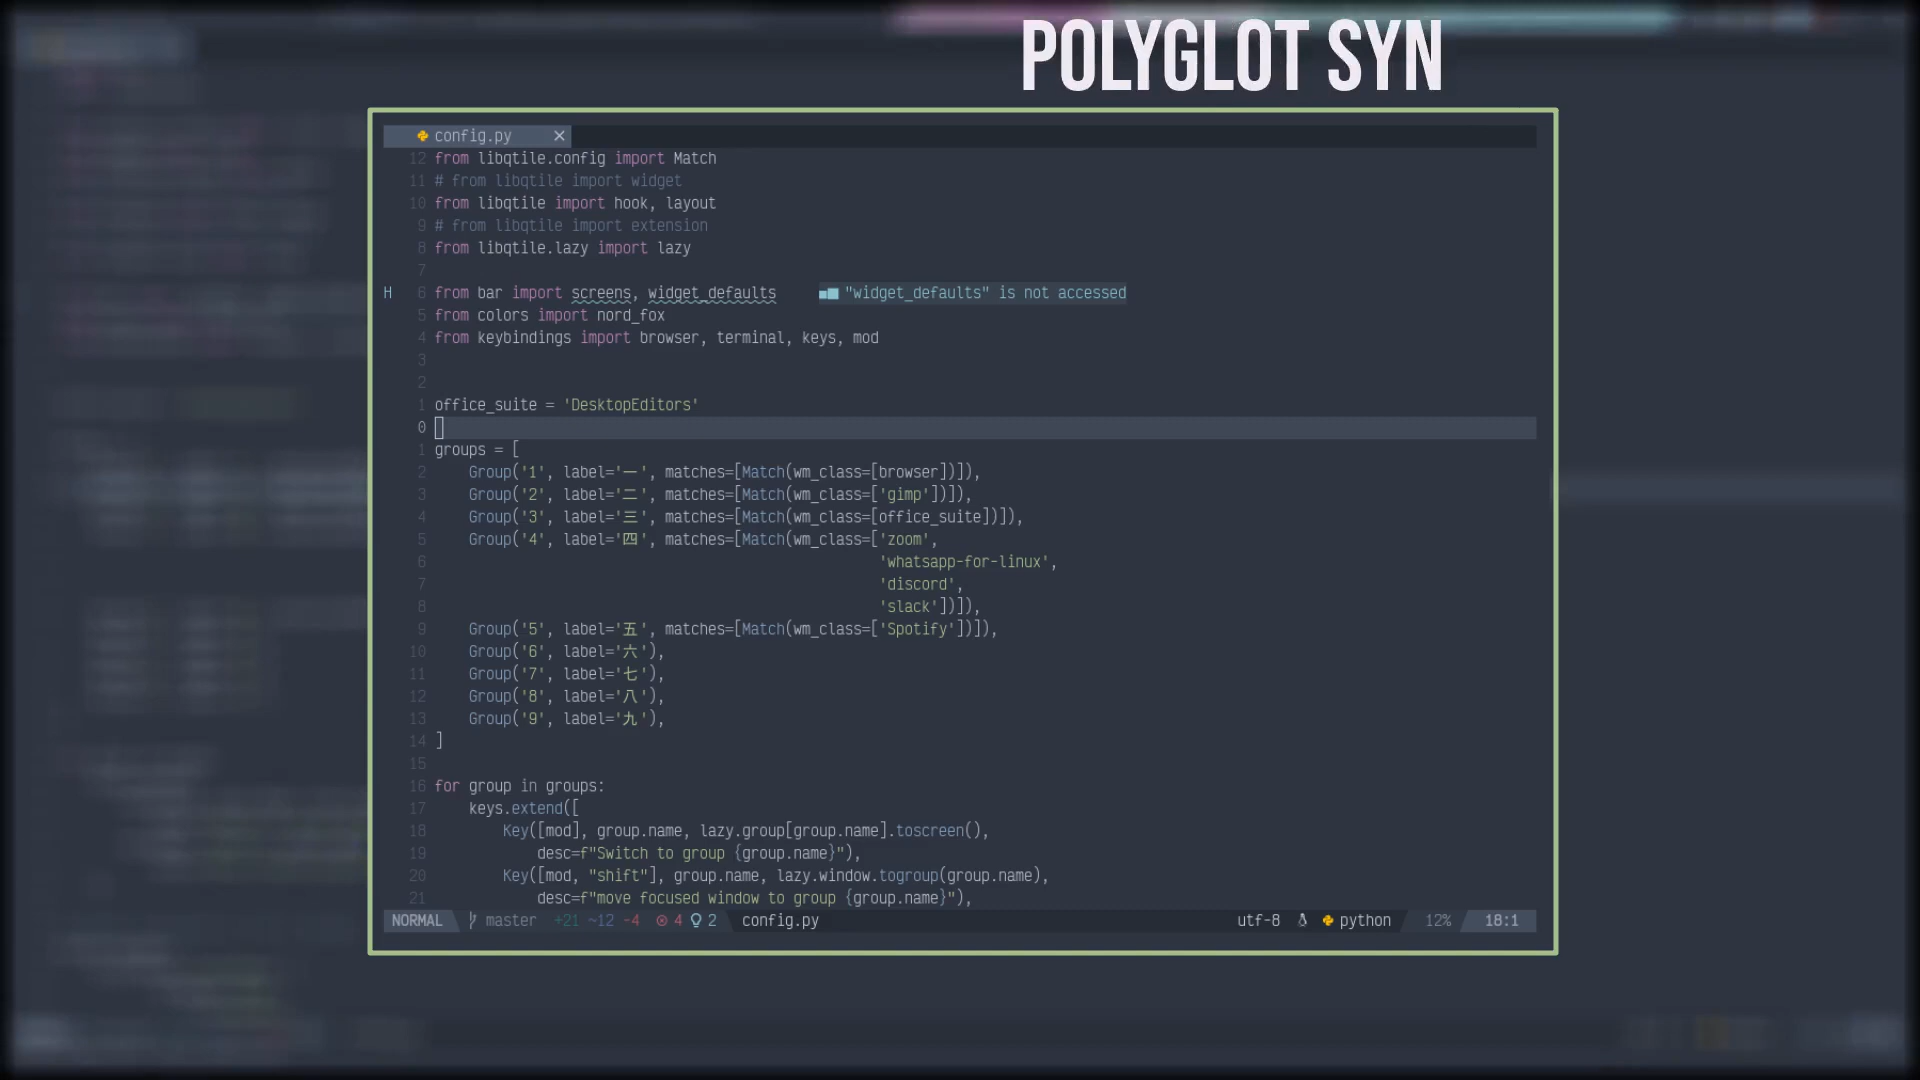 POLYGLOT SYN
config.py ✕
12 from libqtile.config import Match
11 # from libqtile import widget
10 from libqtile import hook, layout
9 # from libqtile import extension
8 from libqtile.lazy import lazy
7
H 6 from bar import screens, widget_defaults ■■ "widget_defaults" is not accessed
5 from colors import nord_fox
4 from keybindings import browser, terminal, keys, mod
3
2
1 office_suite = 'DesktopEditors'
0
1 groups = [
2 Group('1', label='一', matches=[Match(wm_class=[browser])]),
3 Group('2', label='二', matches=[Match(wm_class=['gimp'])]),
4 Group('3', label='三', matches=[Match(wm_class=[office_suite])]),
5 Group('4', label='四', matches=[Match(wm_class=['zoom',
6 'whatsapp-for-linux',
7 'discord',
8 'slack'])]),
9 Group('5', label='五', matches=[Match(wm_class=['Spotify'])]),
10 Group('6', label='六'),
11 Group('7', label='七'),
12 Group('8', label='八'),
13 Group('9', label='九'),
14 ]
15
16 for group in groups:
17 keys.extend([
18 Key([mod], group.name, lazy.group[group.name].toscreen(),
19 desc=f"Switch to group {group.name}"),
20 Key([mod, "shift"], group.name, lazy.window.togroup(group.name),
21 desc=f"move focused window to group {group.name}"),
NORMAL master +21 ~12 -4 4 2 config.py utf-8 python 12% 18:1